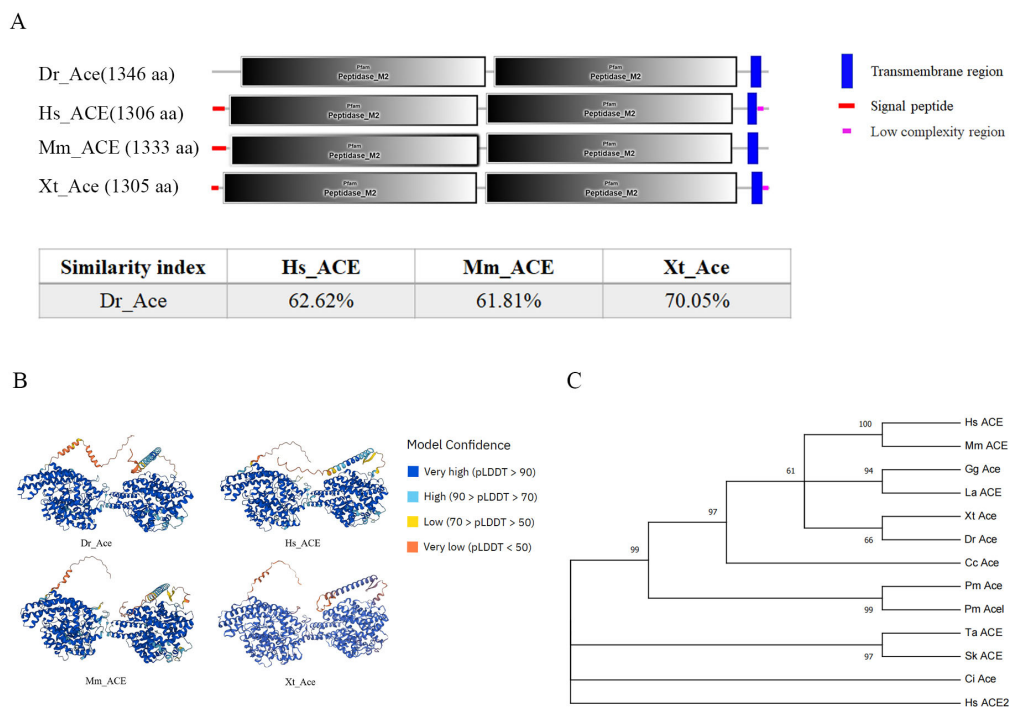 A
Dr_Ace(1346 aa)
Pfam
Peptidase_M2
Pfam
Peptidase_M2
Hs_ACE(1306 aa)
Pfam
Peptidase_M2
Pfam
Peptidase_M2
Mm_ACE (1333 aa)
Pfam
Peptidase_M2
Pfam
Peptidase_M2
Xt_Ace (1305 aa)
Pfam
Peptidase_M2
Pfam
Peptidase_M2
Transmembrane region
Signal peptide
Low complexity region
Similarity index Hs_ACE Mm_ACE Xt_Ace
Dr_Ace 62.62% 61.81% 70.05%
B
Dr_Ace
Hs_ACE
Mm_ACE
Xt_Ace
Model Confidence
Very high (pLDDT > 90)
High (90 > pLDDT > 70)
Low (70 > pLDDT > 50)
Very low (pLDDT < 50)
C
100
61
94
97
66
99
99
97
Hs ACE
Mm ACE
Gg Ace
La ACE
Xt Ace
Dr Ace
Cc Ace
Pm Ace
Pm Acel
Ta ACE
Sk ACE
Ci Ace
Hs ACE2